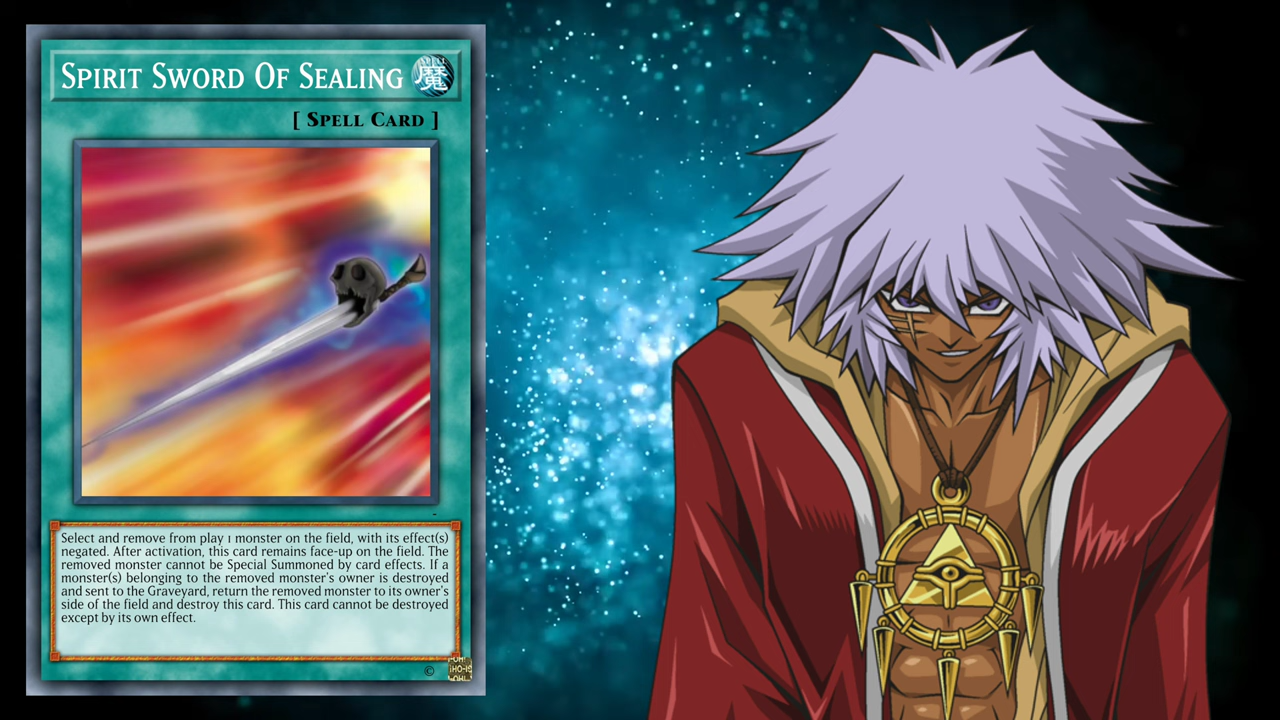 Spirit Sword Of Sealing
[ Spell Card ]
-
Select and remove from play 1 monster on the field, with its effect(s)
negated. After activation, this card remains face-up on the field. The
removed monster cannot be Special Summoned by card effects. If a
monster(s) belonging to the removed monster's owner is destroyed
and sent to the Graveyard, return the removed monster to its owner's
side of the field and destroy this card. This card cannot be destroyed
except by its own effect.
©